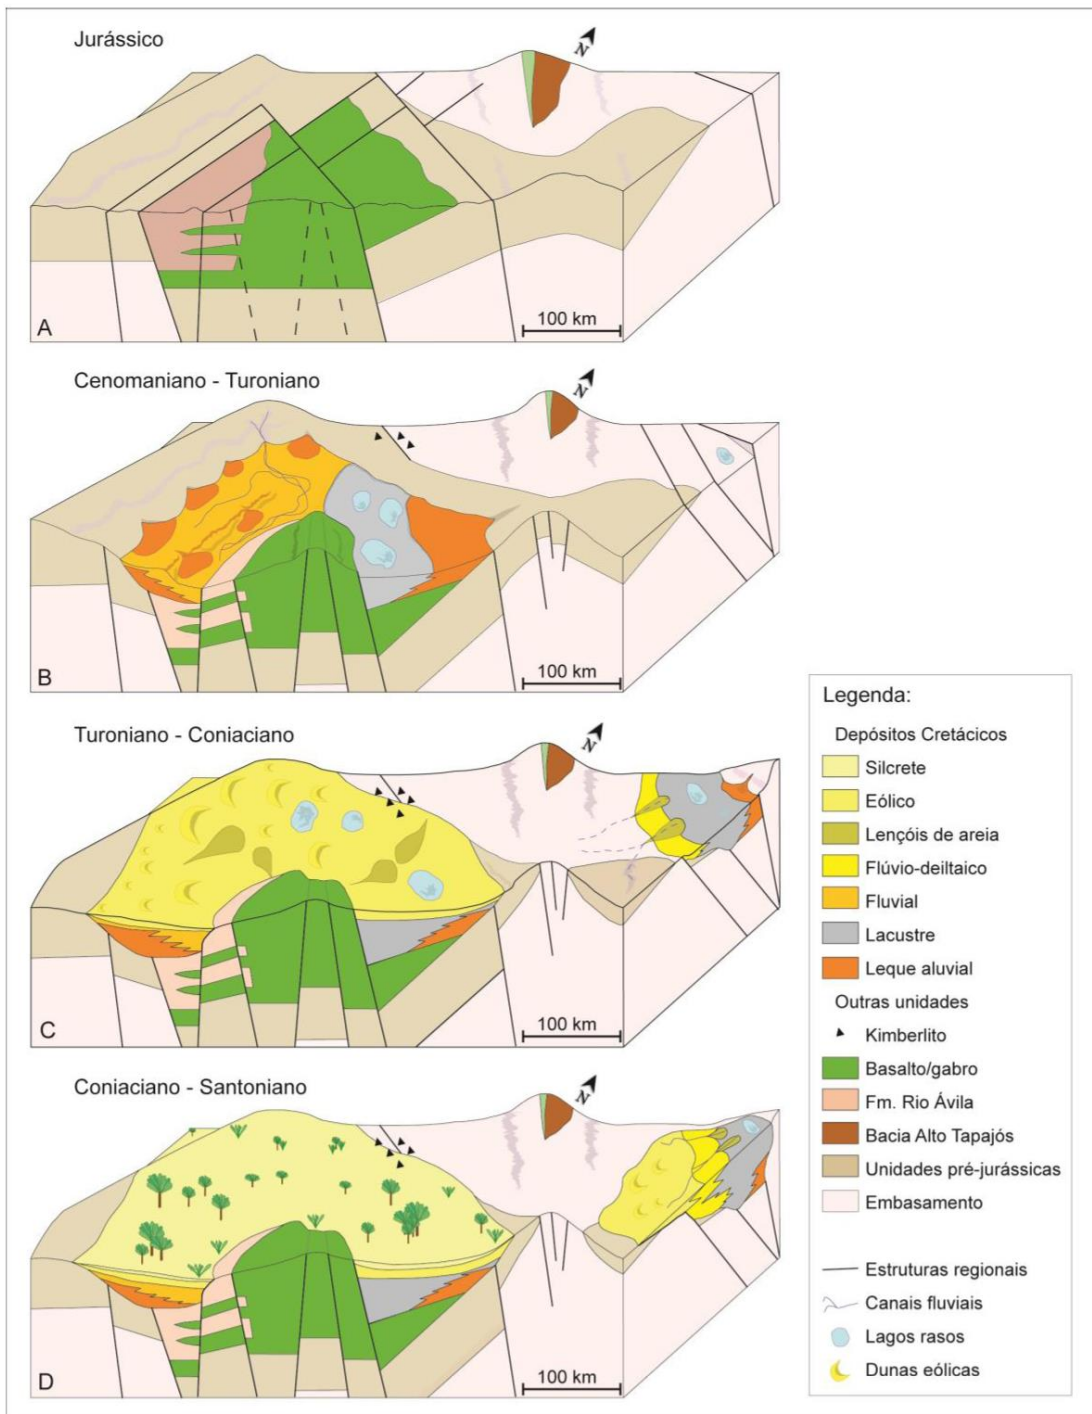 Jurássico
N
A
100 km
Cenomaniano - Turoniano
N
B
100 km
Turoniano - Coniaciano
N
C
100 km
Coniaciano - Santoniano
N
D
100 km
Legenda:
Depósitos Cretácicos
Silcrete
Eólico
Lençóis de areia
Flúvio-deiltaico
Fluvial
Lacustre
Leque aluvial
Outras unidades
Kimberlito
Basalto/gabro
Fm. Rio Ávila
Bacia Alto Tapajós
Unidades pré-jurássicas
Embasamento
Estruturas regionais
Canais fluviais
Lagos rasos
Dunas eólicas